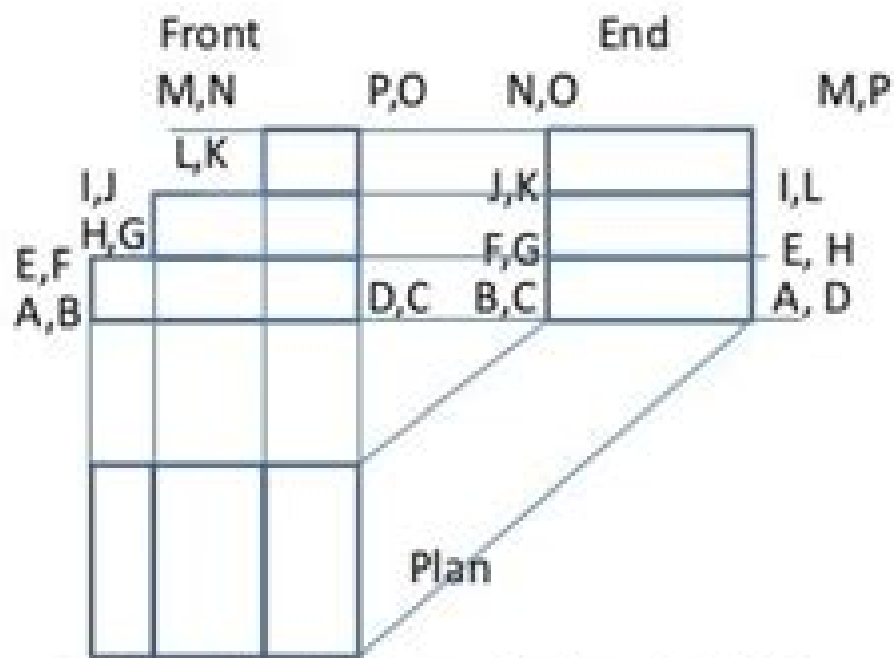 Front End
M,N P,O N,O M,P
L,K
I,J J,K I,L
H,G F,G E, H
E,F
A,B D,C B,C A, D
Plan